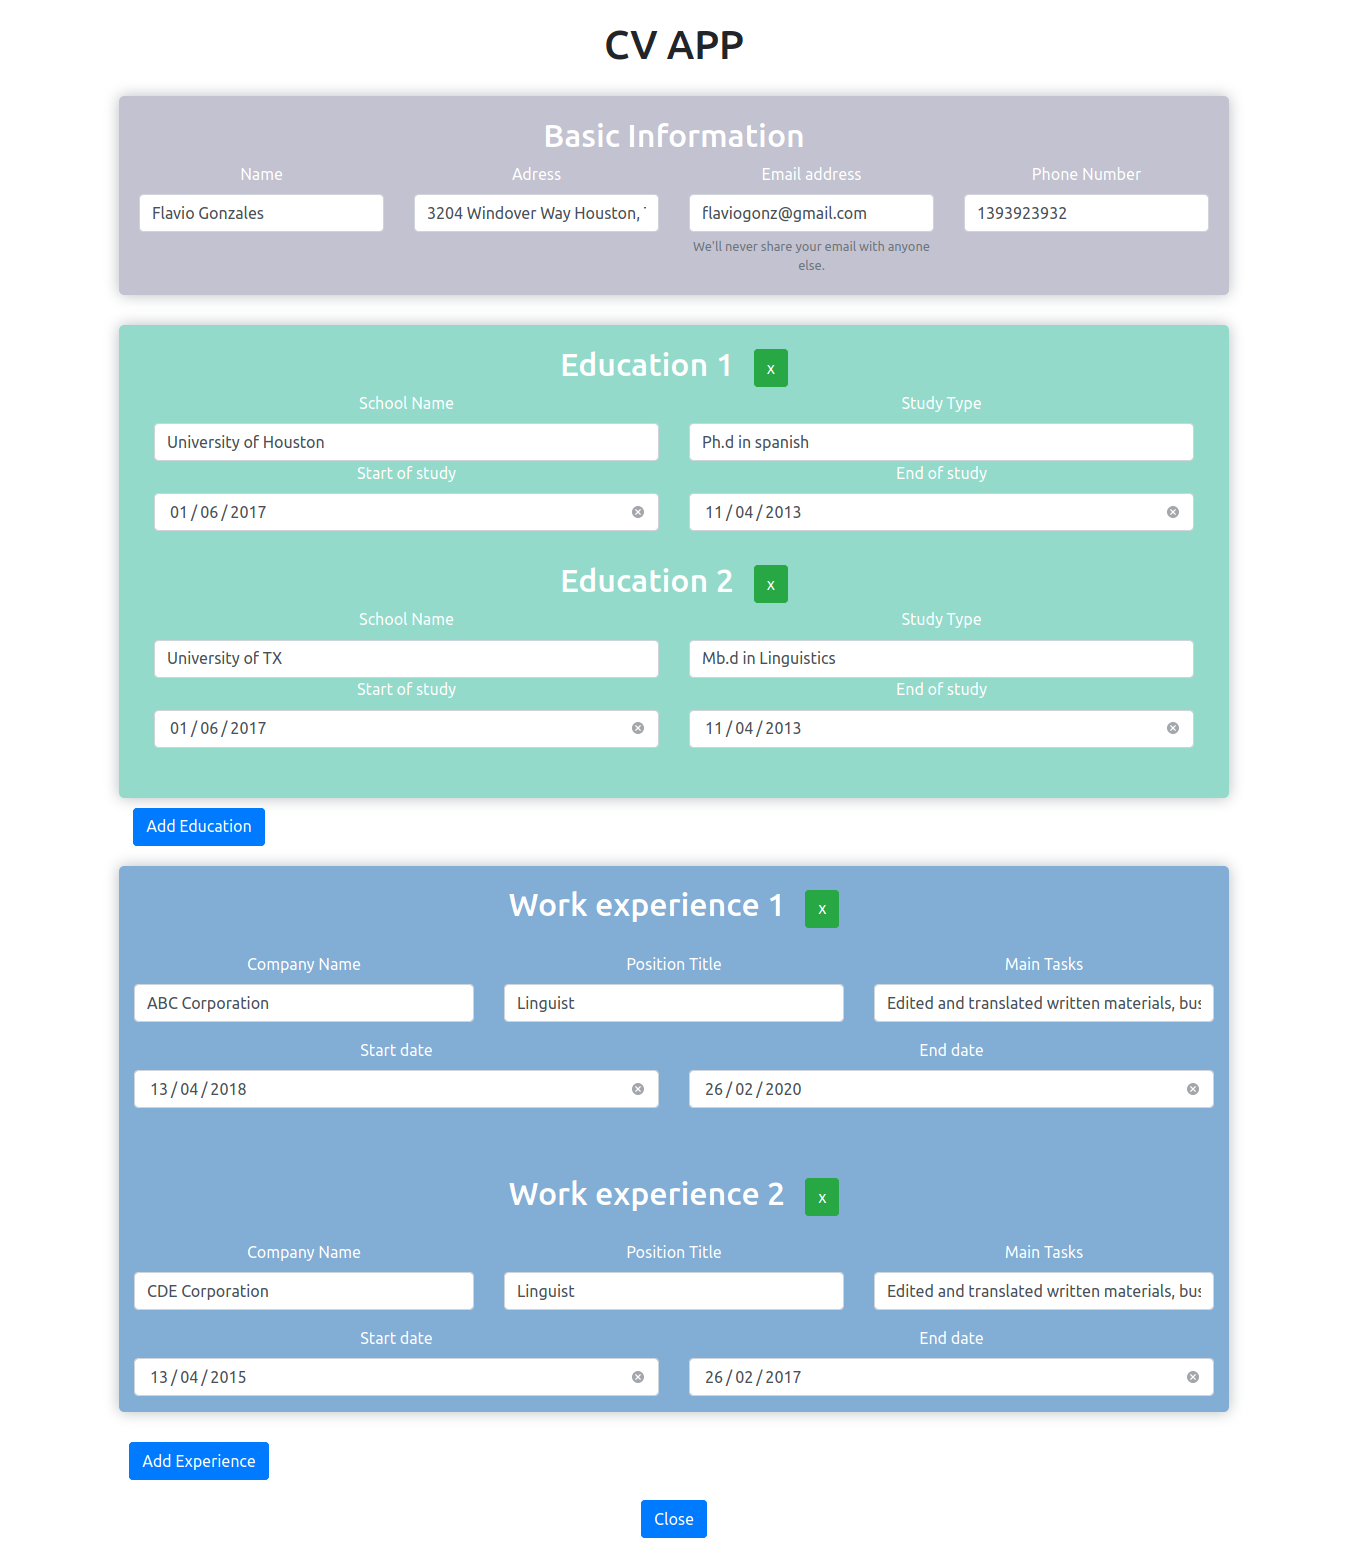 CV APP
Basic Information
Name Adress Email address Phone Number
Flavio Gonzales 3204 Windover Way Houston, flaviogonz@gmail.com 1393923932
We'll never share your email with anyone
else.
Education 1 x
School Name Study Type
University of Houston Ph.d in spanish
Start of study End of study
01/06/2017 11/04/2013
Education 2 x
School Name Study Type
University of TX Mb.d in Linguistics
Start of study End of study
01/06/2017 11/04/2013
Add Education
Work experience 1 x
Company Name Position Title Main Tasks
ABC Corporation Linguist Edited and translated written materials, bus
Start date End date
13/04/2018 26/02/2020
Work experience 2 x
Company Name Position Title Main Tasks
CDE Corporation Linguist Edited and translated written materials, bus
Start date End date
13/04/2015 26/02/2017
Add Experience
Close